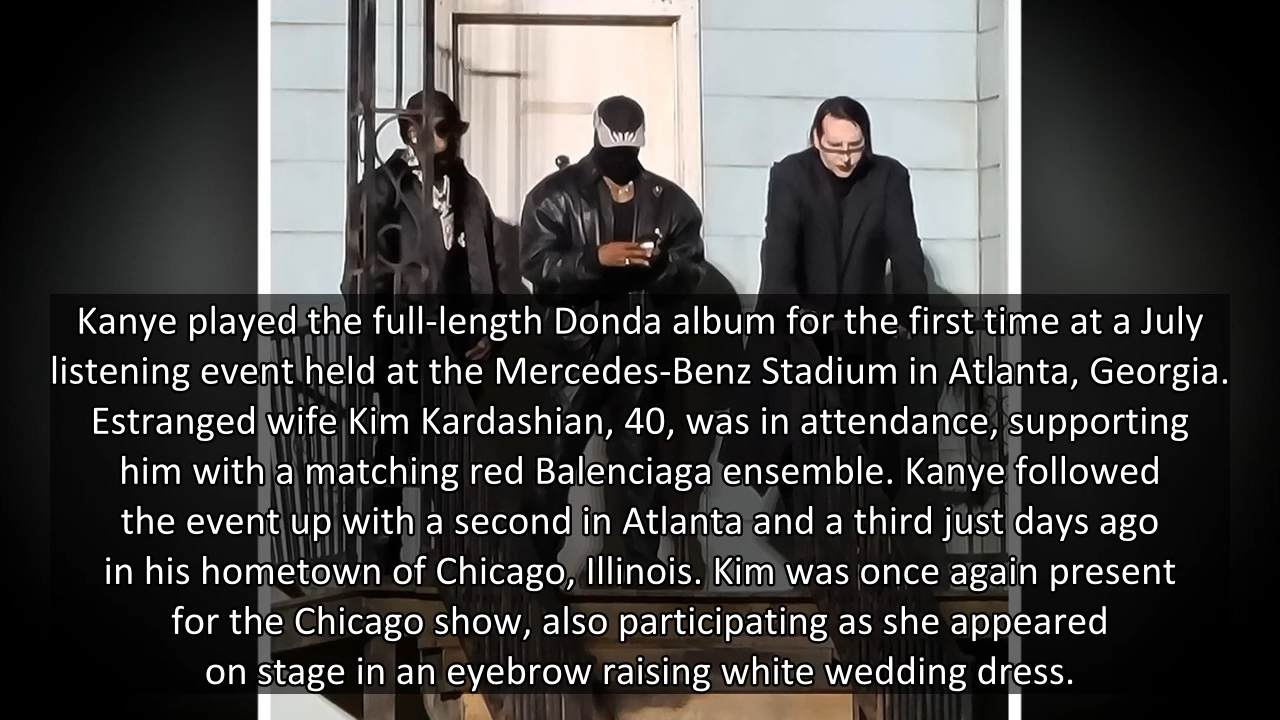 Kanye played the full-length Donda album for the first time at a July
listening event held at the Mercedes-Benz Stadium in Atlanta, Georgia.
Estranged wife Kim Kardashian, 40, was in attendance, supporting
him with a matching red Balenciaga ensemble. Kanye followed
the event up with a second in Atlanta and a third just days ago
in his hometown of Chicago, Illinois. Kim was once again present
for the Chicago show, also participating as she appeared
on stage in an eyebrow raising white wedding dress.